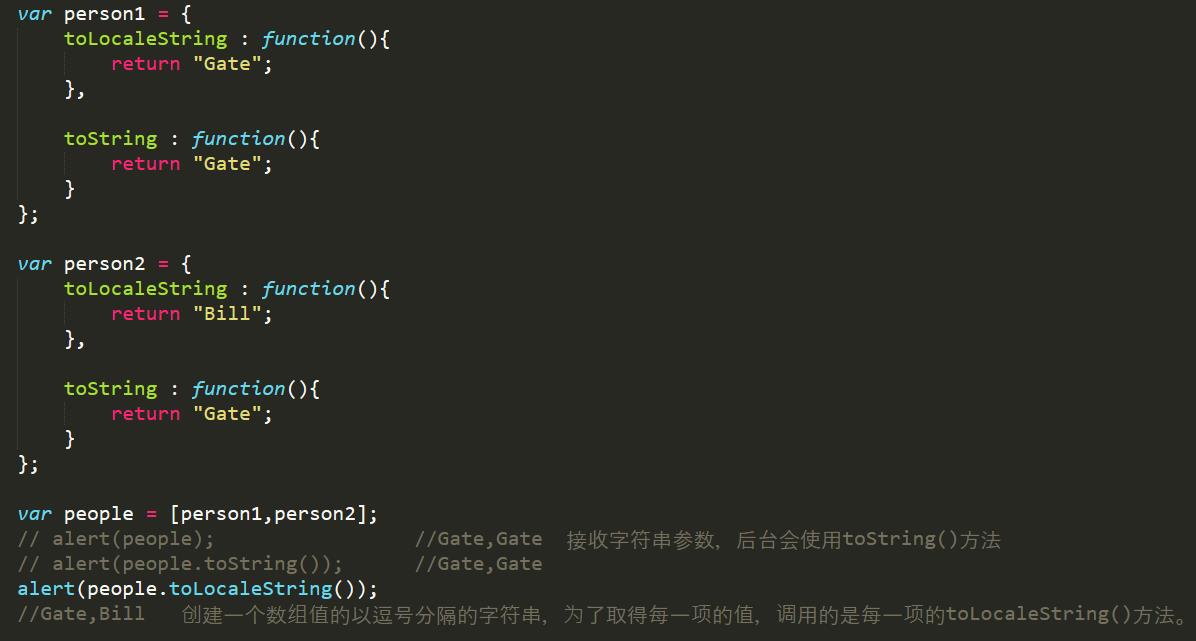 var person1 = {
    toLocaleString : function(){
        return "Gate";
    },
    toString : function(){
        return "Gate";
    }
};
var person2 = {
    toLocaleString : function(){
        return "Bill";
    },
    toString : function(){
        return "Gate";
    }
};
var people = [person1,person2];
// alert(people);                 //Gate,Gate  接收字符串参数，后台会使用toString()方法
// alert(people.toString());      //Gate,Gate
alert(people.toLocaleString());
//Gate,Bill   创建一个数组值的以逗号分隔的字符串，为了取得每一项的值，调用的是每一项的toLocaleString()方法。